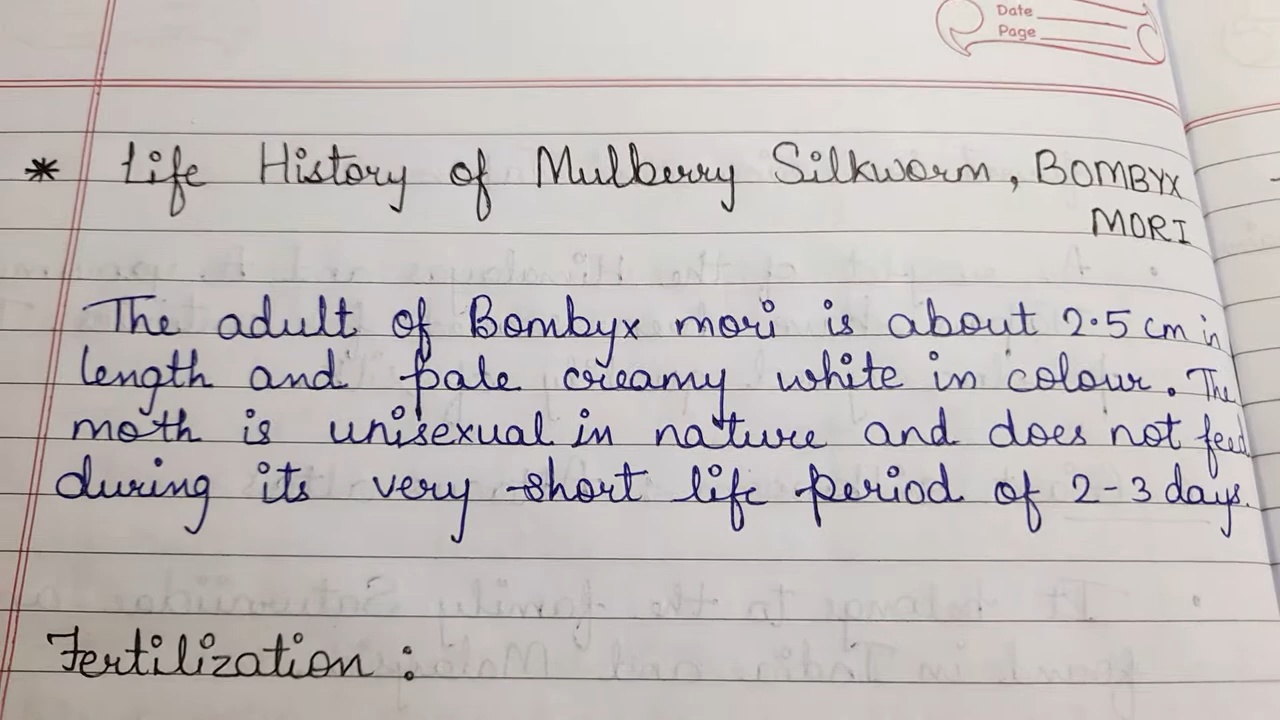 Date
Page
* Life History of Mulberry Silkworm, BOMBYX
MORI
The adult of Bombyx mori is about 2.5 cm in
length and pale creamy white in colour. The
moth is unisexual in nature and does not feed
during its very short life period of 2-3 days.
Fertilization :